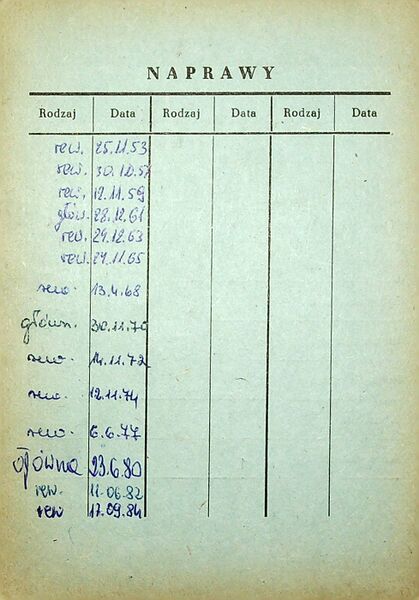 NAPRAWY
Rodzaj Data Rodzaj Data Rodzaj Data
rew. 25.11.53
rew. 30.12.57
rew. 12.11.59
głów. 28.12.61
rew. 29.12.63
rew. 27.11.65
rew. 13.4.68
główn. 30.11.70
rew. 14.11.72
rew. 12.11.74
rew. 6.6.77
główna 23.6.80
rew. 11.06.82
rew 17.09.84